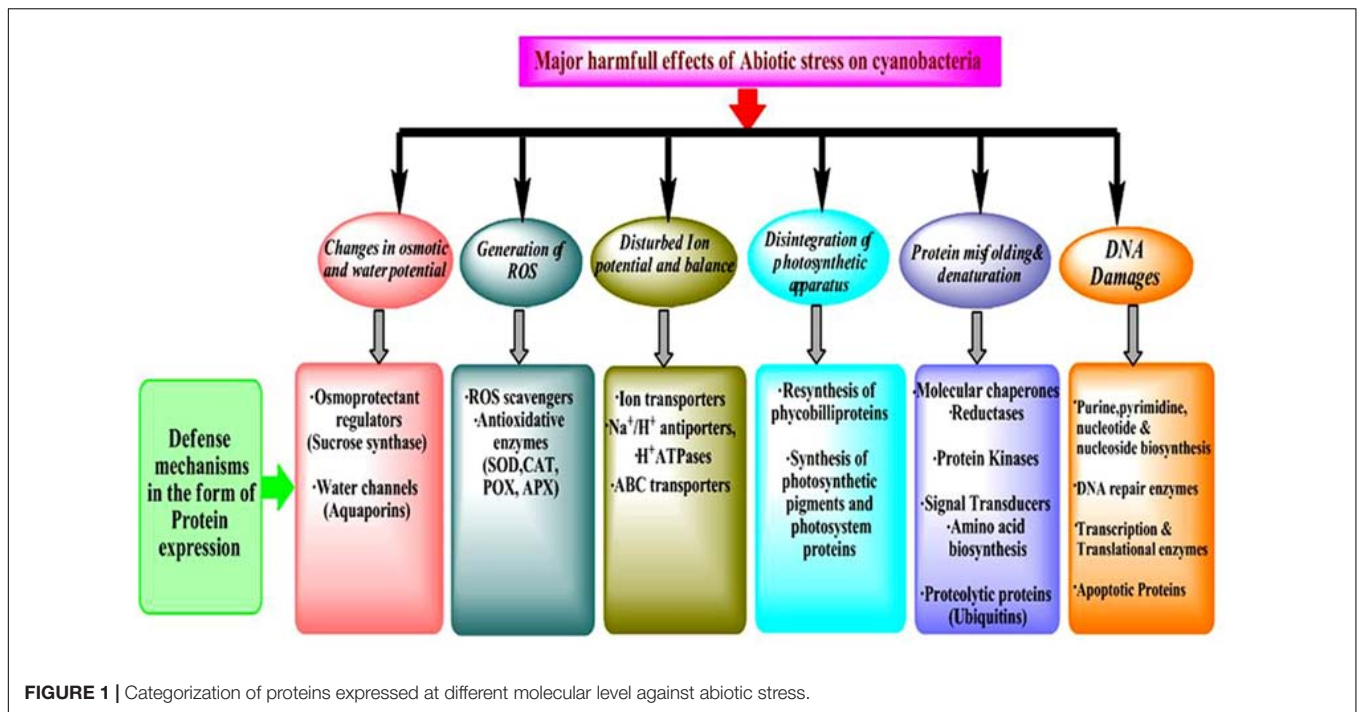 Major harmfull effects of Abiotic stress on cyanobacteria
Changes in osmotic
and water potential
Generation of
ROS
Disturbed Ion
potential and balance
Disintegration of
photosynthetic
apparatus
Protein misfolding &
denaturation
DNA
Damages
Defense
mechanisms
in the form of
Protein
expression
·Osmoprotectant
regulators
(Sucrose synthase)
·Water channels
(Aquaporins)
·ROS scavengers
·Antioxidative
enzymes
(SOD,CAT,
POX, APX)
·Ion transporters
·Na⁺/H⁺ antiporters,
·H⁺ATPases
·ABC transporters
·Resynthesis of
phycobilliproteins
·Synthesis of
photosynthetic
pigments and
photosystem
proteins
·Molecular chaperones
·Reductases
·Protein Kinases
·Signal Transducers
·Amino acid
biosynthesis
·Proteolytic proteins
(Ubiquitins)
·Purine,pyrimidine,
nucleotide &
nucleoside biosynthesis
·DNA repair enzymes
·Transcription &
Translational enzymes
·Apoptotic Proteins
FIGURE 1 | Categorization of proteins expressed at different molecular level against abiotic stress.